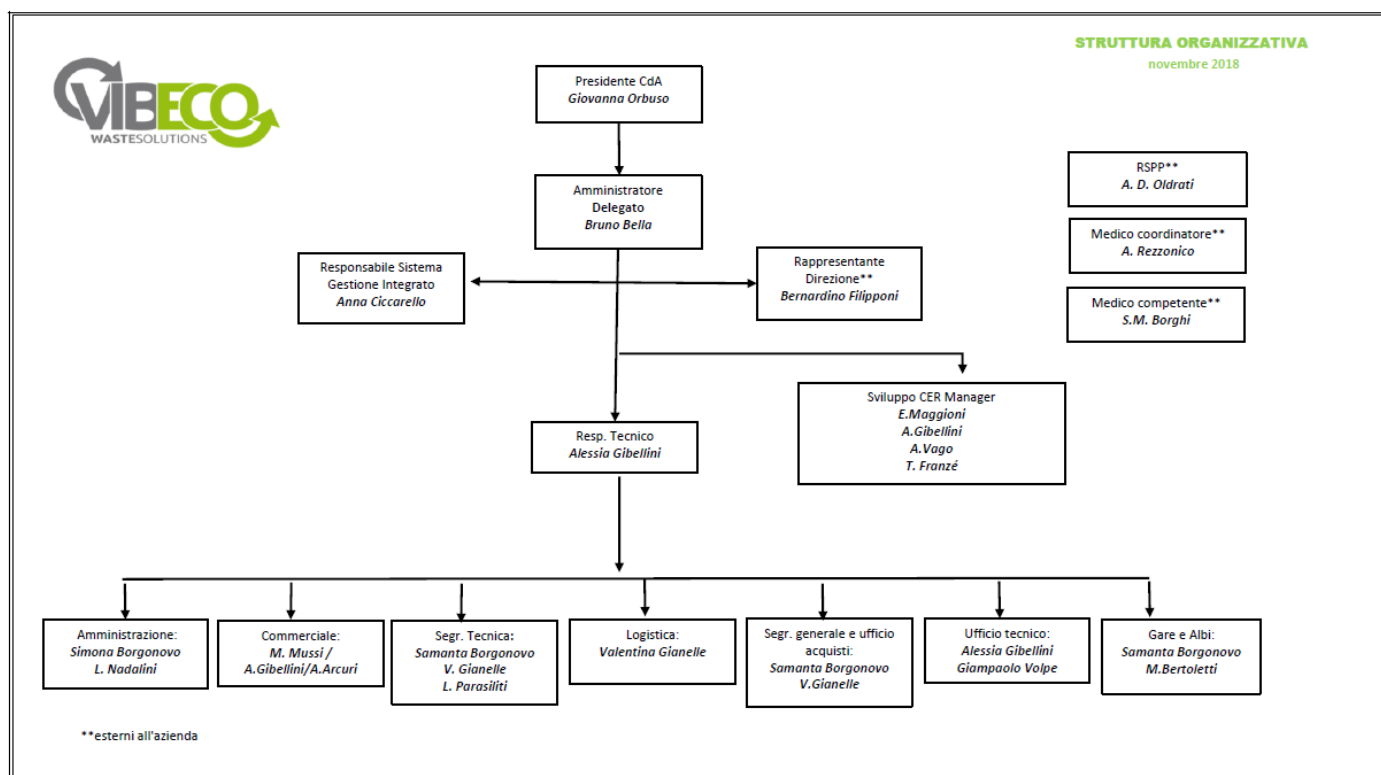 VIBECO
WASTESOLUTIONS
STRUTTURA ORGANIZZATIVA
novembre 2018
Presidente CdA
Giovanna Orbuso
Amministratore
Delegato
Bruno Bella
RSPP**
A. D. Oldrati
Medico coordinatore**
A. Rezzonico
Medico competente**
S.M. Borghi
Responsabile Sistema
Gestione Integrato
Anna Ciccarello
Rappresentante
Direzione**
Bernardino Filipponi
Sviluppo CER Manager
E.Maggioni
A.Gibellini
A.Vago
T. Franzé
Resp. Tecnico
Alessia Gibellini
Amministrazione:
Simona Borgonovo
L. Nadalini
Commerciale:
M. Mussi /
A.Gibellini/A.Arcuri
Segr. Tecnica:
Samanta Borgonovo
V. Gianelle
L. Parasiliti
Logistica:
Valentina Gianelle
Segr. generale e ufficio
acquisti:
Samanta Borgonovo
V.Gianelle
Ufficio tecnico:
Alessia Gibellini
Giampaolo Volpe
Gare e Albi:
Samanta Borgonovo
M.Bertoletti
**esterni all'azienda